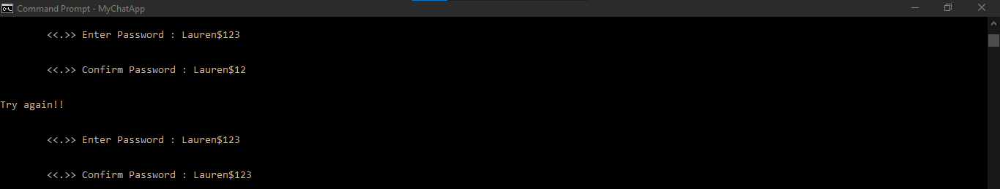 Command Prompt - MyChatApp
<<.>> Enter Password : Lauren$123
<<.>> Confirm Password : Lauren$12
Try again!!
<<.>> Enter Password : Lauren$123
<<.>> Confirm Password : Lauren$123